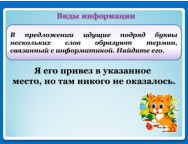 Виды информации
В предложении идущие подряд буквы
нескольких слов образуют термин,
связанный с информатикой. Найдите его.
Я его привез в указанное
место, но там никого не оказалось.